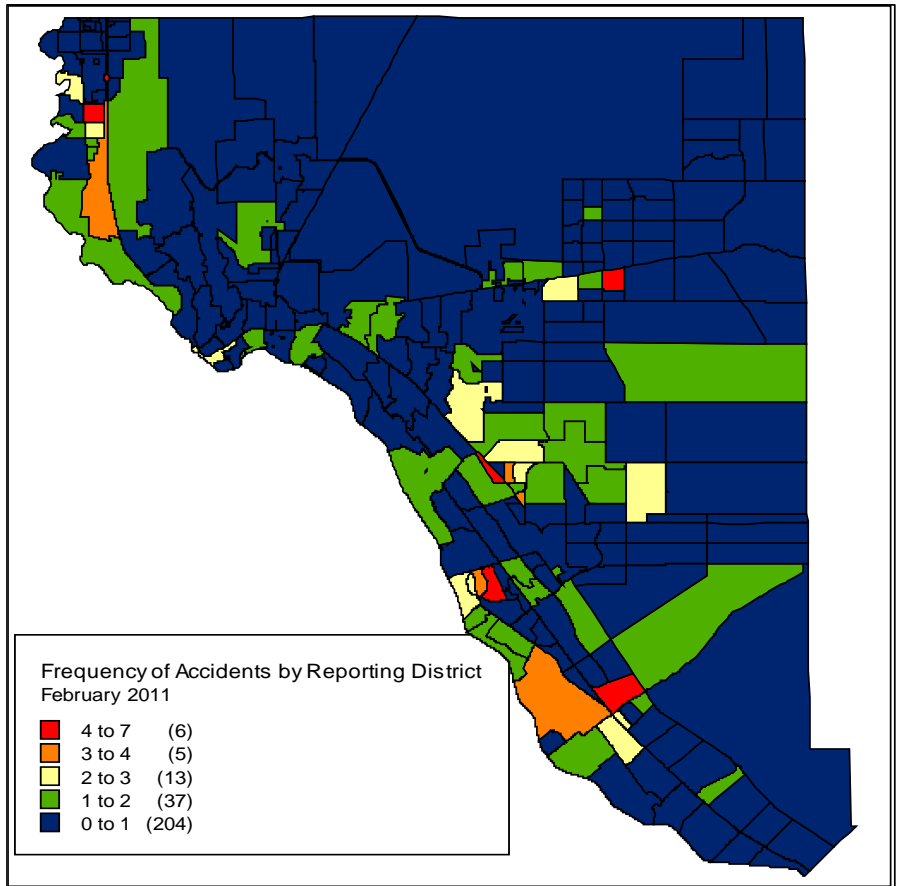 Frequency of Accidents by Reporting District
February 2011
4 to 7 (6)
3 to 4 (5)
2 to 3 (13)
1 to 2 (37)
0 to 1 (204)